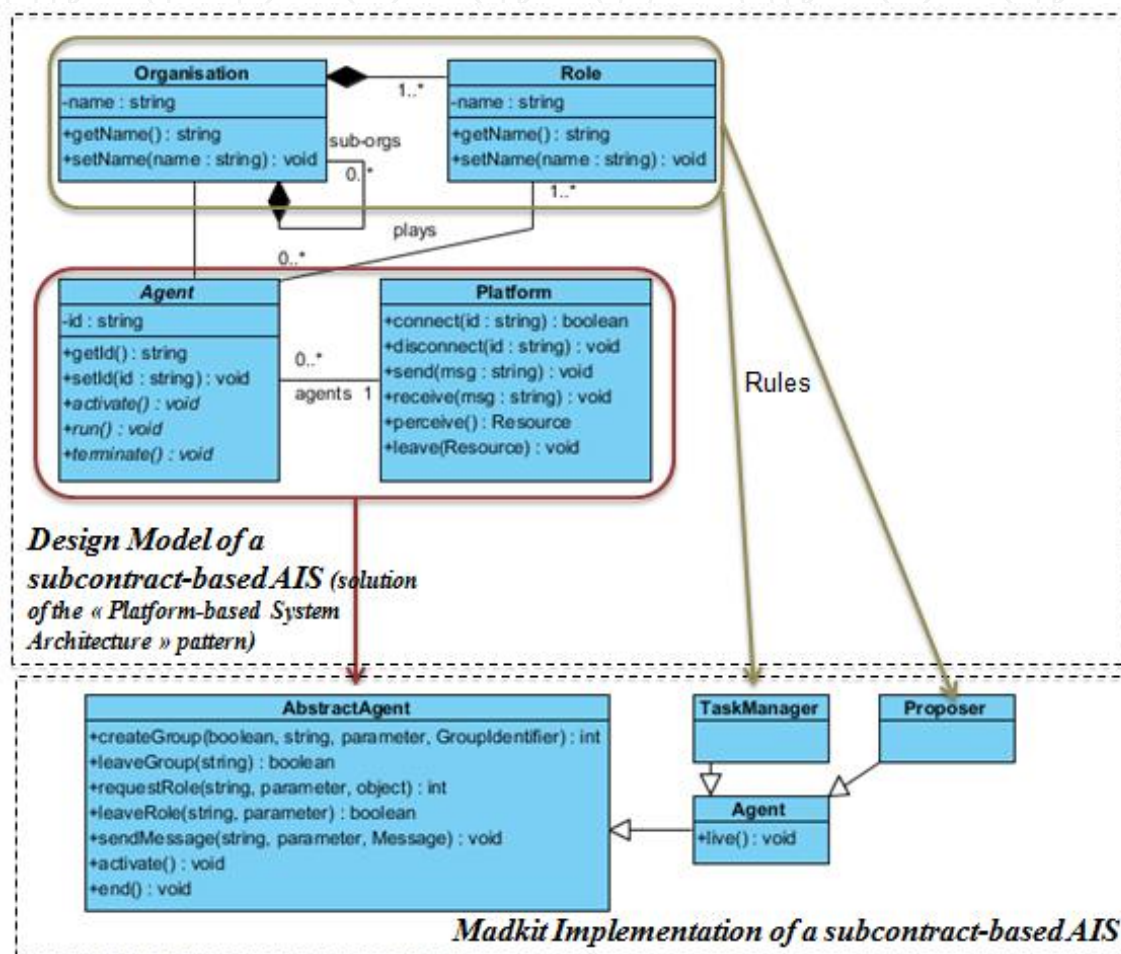 Organisation
-name : string
+getName() : string
+setName(name : string) : void
1..*
Role
-name : string
+getName() : string
+setName(name : string) : void
sub-orgs
0..*
1..*
plays
0..*
Agent
-id : string
+getId() : string
+setId(id : string) : void
+activate() : void
+run() : void
+terminate() : void
0..*
agents 1
Platform
+connect(id : string) : boolean
+disconnect(id : string) : void
+send(msg : string) : void
+receive(msg : string) : void
+perceive() : Resource
+leave(Resource) : void
Rules
Design Model of a
subcontract-based AIS (solution
of the « Platform-based System
Architecture » pattern)
AbstractAgent
+createGroup(boolean, string, parameter, GroupIdentifier) : int
+leaveGroup(string) : boolean
+requestRole(string, parameter, object) : int
+leaveRole(string, parameter) : boolean
+sendMessage(string, parameter, Message) : void
+activate() : void
+end() : void
TaskManager
Proposer
Agent
+live() : void
Madkit Implementation of a subcontract-based AIS